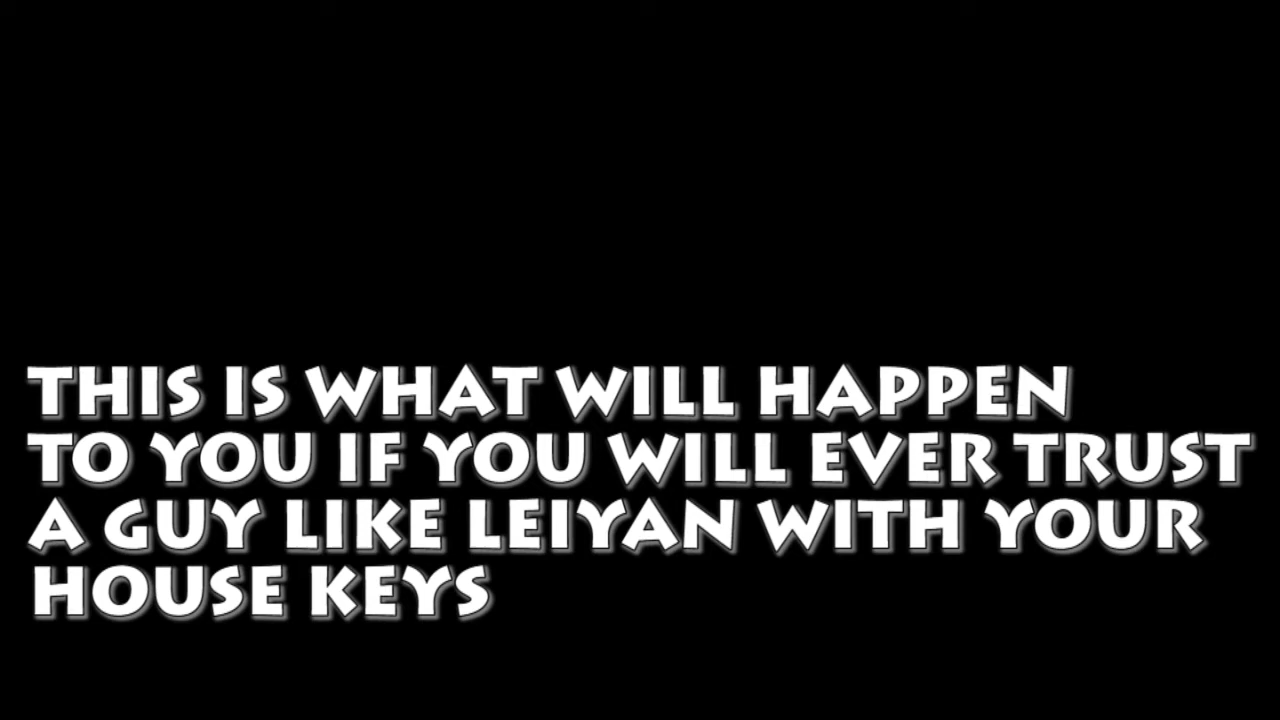 THIS IS WHAT WILL HAPPEN
TO YOU IF YOU WILL EVER TRUST
A GUY LIKE LEIYAN WITH YOUR
HOUSE KEYS